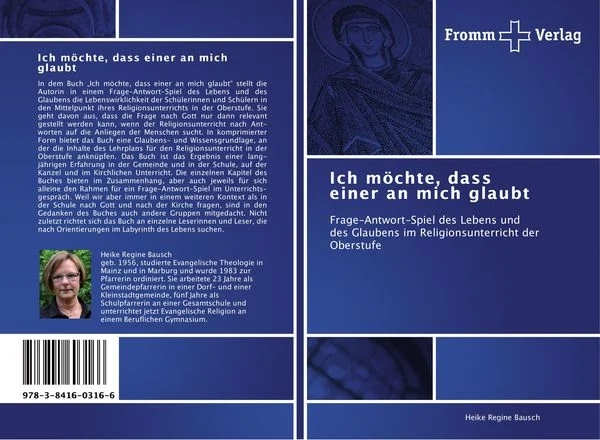 Ich möchte, dass einer an mich
glaubt
In dem Buch „Ich möchte, dass einer an mich glaubt“ stellt die
Autorin in einem Frage-Antwort-Spiel des Lebens und des
Glaubens die Lebenswirklichkeit der Schülerinnen und Schülern in
den Mittelpunkt ihres Religionsunterrichts in der Oberstufe. Sie
geht davon aus, dass die Frage nach Gott nur dann relevant
gestellt werden kann, wenn der Religionsunterricht nach Ant-
worten auf die Anliegen der Menschen sucht. In komprimierter
Form bietet das Buch eine Glaubens- und Wissensgrundlage, an
der die Inhalte des Lehrplans für den Religionsunterricht in der
Oberstufe anknüpfen. Das Buch ist das Ergebnis einer lang-
jährigen Erfahrung in der Gemeinde und in der Schule, auf der
Kanzel und im Kirchlichen Unterricht. Die einzelnen Kapitel des
Buches bieten im Zusammenhang, aber auch jeweils für sich
alleine den Rahmen für ein Frage-Antwort-Spiel im Unterrichts-
gespräch. Weil wir aber immer in einem weiteren Kontext als in
der Schule nach Gott und nach der Kirche fragen, sind in den
Gedanken des Buches auch andere Gruppen mitgedacht. Nicht
zuletzt richtet sich das Buch an einzelne Leserinnen und Leser, die
nach Orientierungen im Labyrinth des Lebens suchen.
Heike Regine Bausch
geb. 1956, studierte Evangelische Theologie in
Mainz und in Marburg und wurde 1983 zur
Pfarrerin ordiniert. Sie arbeitete 23 Jahre als
Gemeindepfarrerin in einer Dorf- und einer
Kleinstadtgemeinde, fünf Jahre als
Schulpfarrerin an einer Gesamtschule und
unterrichtet jetzt Evangelische Religion an
einem Beruflichen Gymnasium.
978-3-8416-0316-6
Fromm Verlag
Ich möchte, dass
einer an mich glaubt
Frage-Antwort-Spiel des Lebens und
des Glaubens im Religionsunterricht der
Oberstufe
Heike Regine Bausch